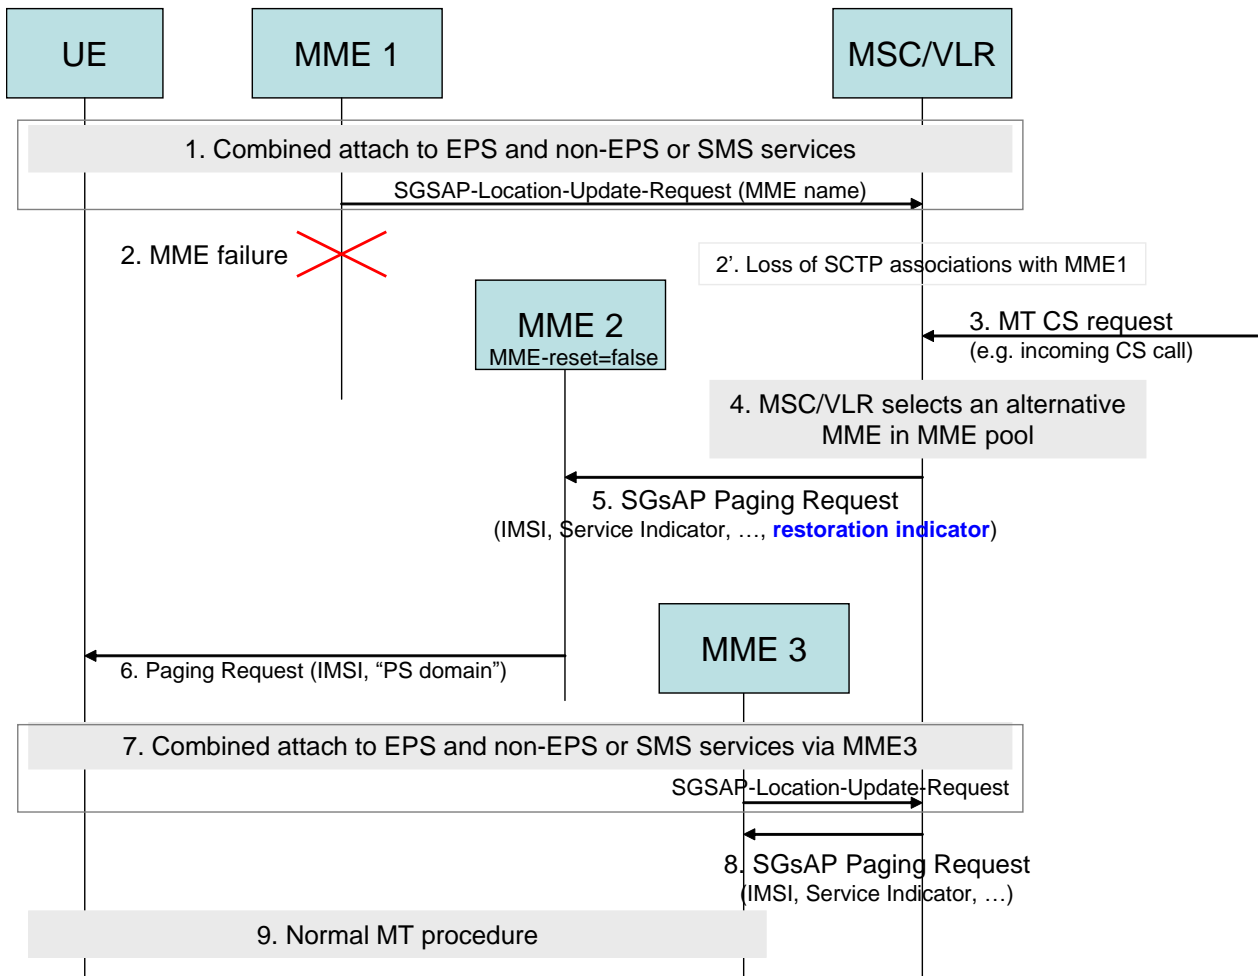 UE
MME 1
MSC/VLR
1. Combined attach to EPS and non-EPS or SMS services
SGSAP-Location-Update-Request (MME name)
2. MME failure
2'. Loss of SCTP associations with MME1
MME 2
MME-reset=false
3. MT CS request
(e.g. incoming CS call)
4. MSC/VLR selects an alternative
MME in MME pool
5. SGsAP Paging Request
(IMSI, Service Indicator, …, restoration indicator)
MME 3
6. Paging Request (IMSI, “PS domain”)
7. Combined attach to EPS and non-EPS or SMS services via MME3
SGSAP-Location-Update-Request
8. SGsAP Paging Request
(IMSI, Service Indicator, …)
9. Normal MT procedure